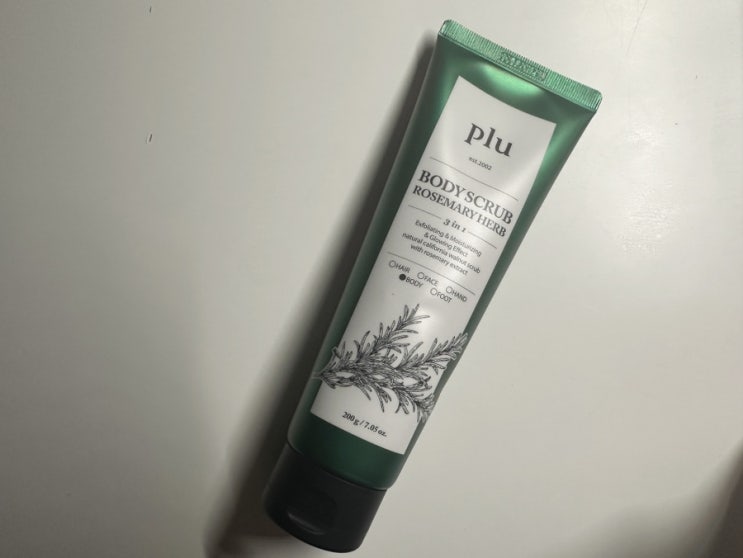 plu
est.2002
BODY SCRUB
ROSEMARY HERB
3 in 1
Exfoliating & Moisturizing
& Glowing Effect
natural california walnut scrub
with rosemary extract
○HAIR ○FACE ○HAND
●BODY ○FOOT
200g / 7.05 oz.